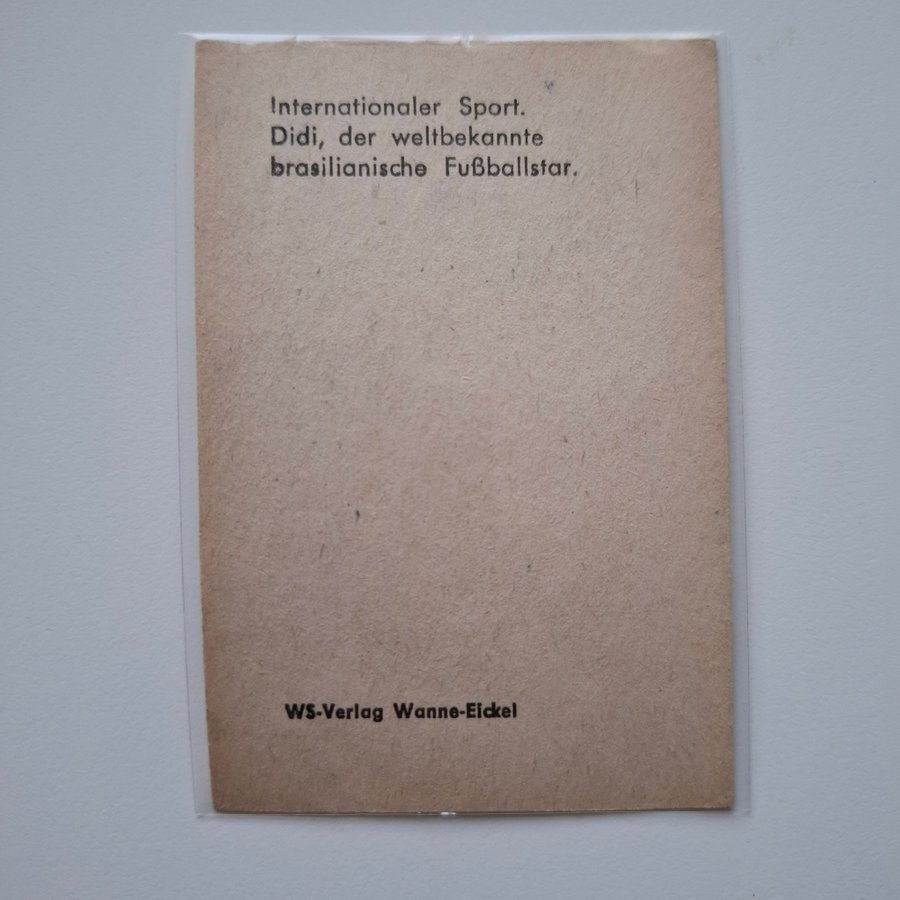 Internationaler Sport.
Didi, der weltbekannte
brasilianische Fußballstar.
WS-Verlag Wanne-Eickel